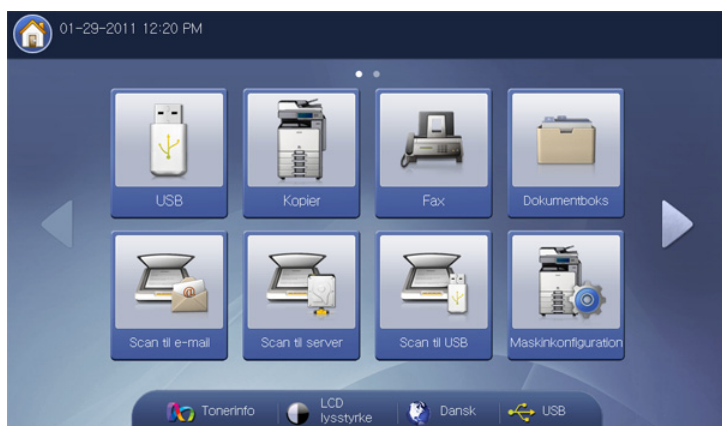 01-29-2011 12:20 PM
USB
Kopier
Fax
Dokumentboks
Scan til e-mail
Scan til server
Scan til USB
Maskinkonfiguration
Tonerinfo
LCD
lysstyrke
Dansk
USB